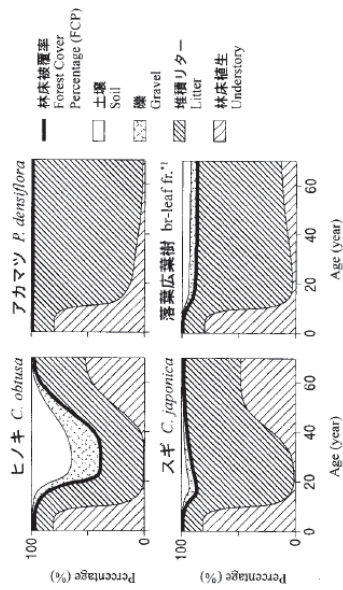 ヒノキ C. obtusa
アカマツ P. densiflora
スギ C. japonica
落葉広葉樹 br-leaf fr.*1
Percentage (%)
100
0
Percentage (%)
100
0
0
20
40
60
Age (year)
0
20
40
60
Age (year)
林床被覆率
Forest Cover
Percentage (FCP)
土壌
Soil
礫
Gravel
堆積リター
Litter
林床植生
Understory